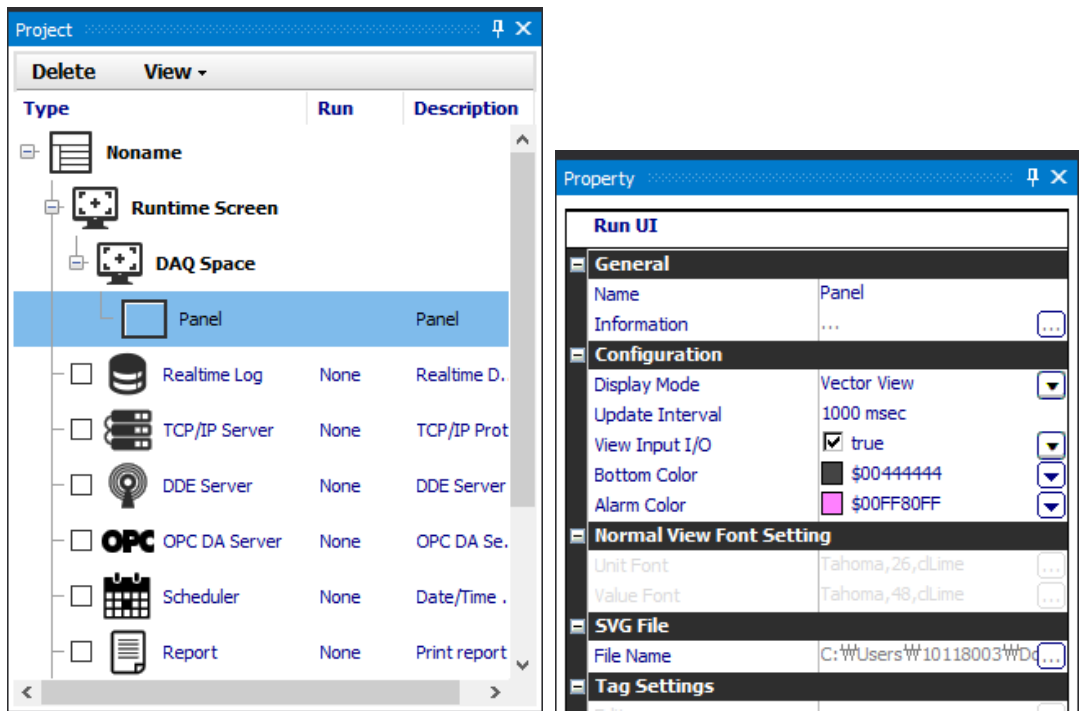 Project
Delete View
Type Run Description
Noname
Runtime Screen
DAQ Space
Panel Panel
Realtime Log None Realtime D..
TCP/IP Server None TCP/IP Prot
DDE Server None DDE Server
OPC OPC DA Server None OPC DA Se.
Scheduler None Date/Time .
Report None Print report
Property
Run UI
General
Name Panel
Information ...
Configuration
Display Mode Vector View
Update Interval 1000 msec
View Input I/O true
Bottom Color $00444444
Alarm Color $00FF80FF
Normal View Font Setting
Unit Font Tahoma,26,clLime ...
Value Font Tahoma,48,clLime ...
SVG File
File Name C:₩Users₩10118003₩Do...
Tag Settings